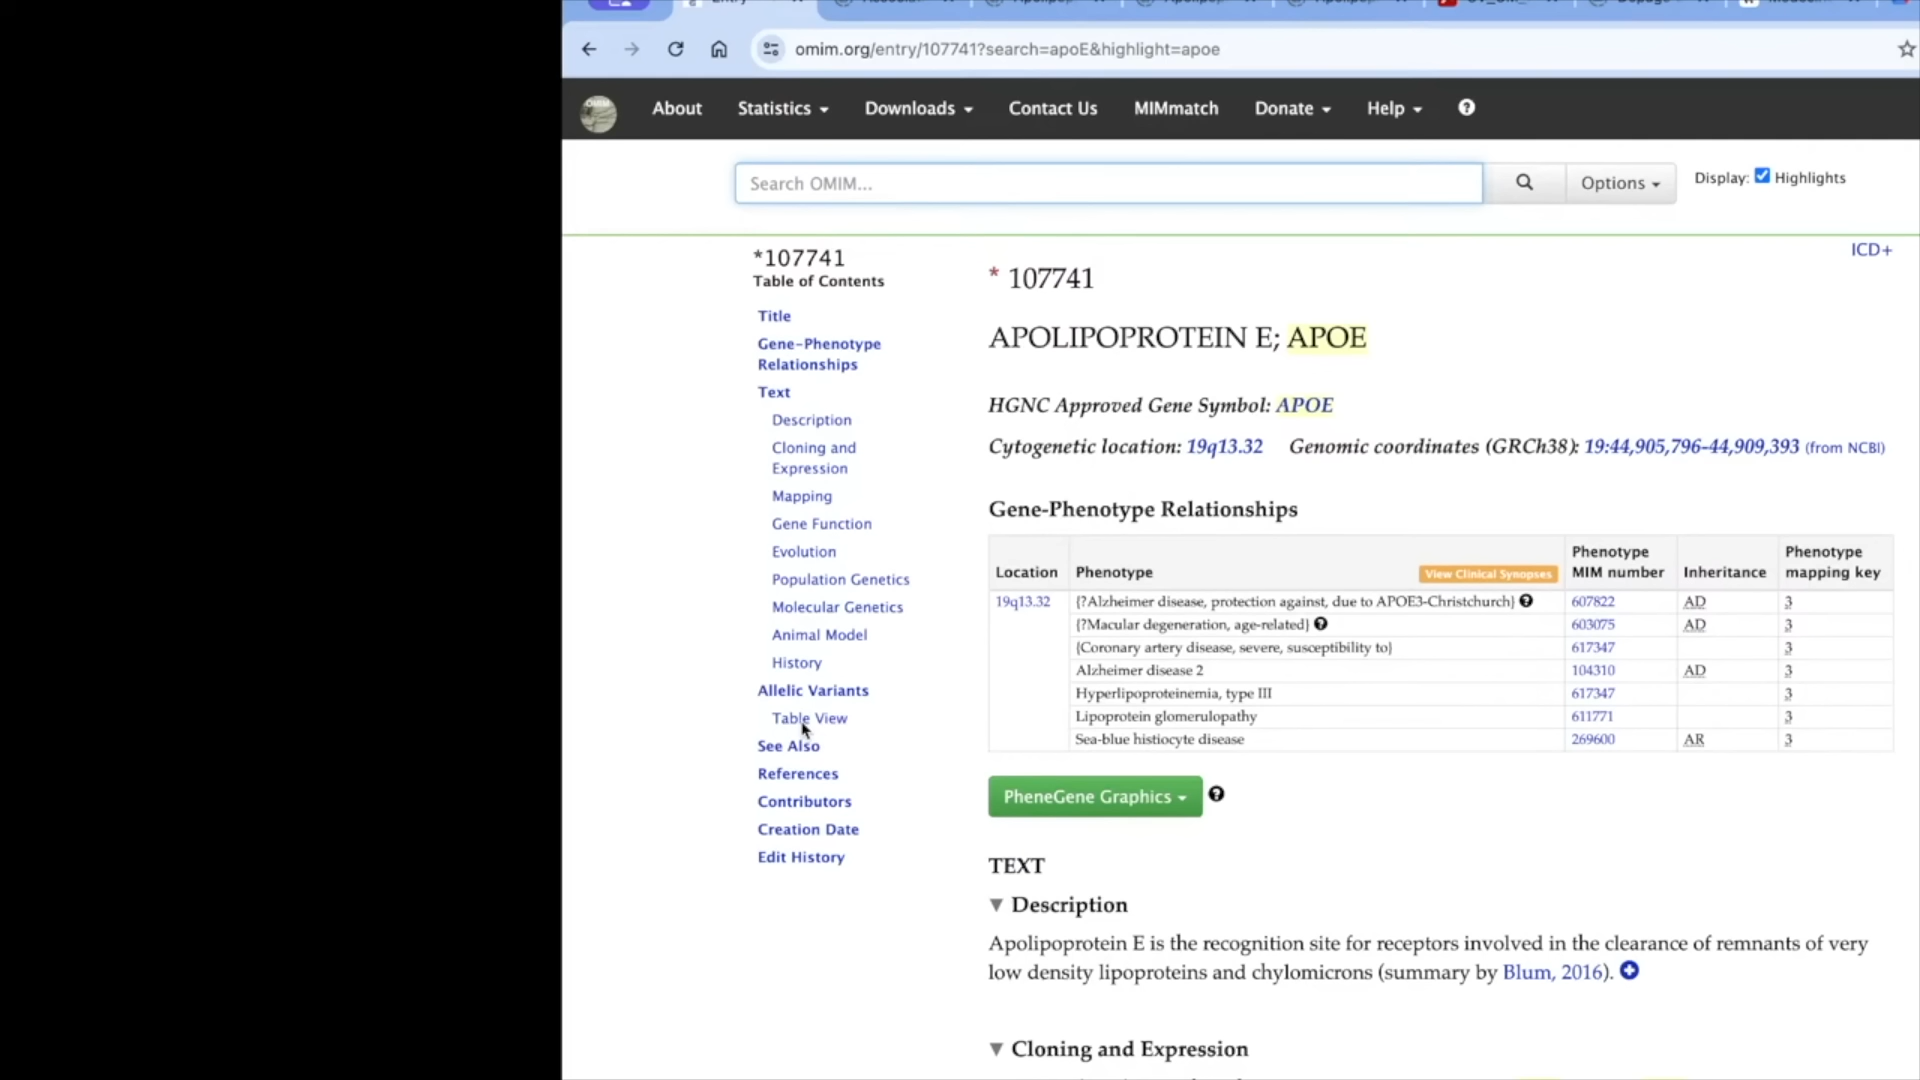 omim.org/entry/107741?search=apoE&highlight=apoe
About Statistics Downloads Contact Us MIMmatch Donate Help ?
Search OMIM... Options Display: Highlights
*107741
Table of Contents
Title
Gene-Phenotype
Relationships
Text
Description
Cloning and
Expression
Mapping
Gene Function
Evolution
Population Genetics
Molecular Genetics
Animal Model
History
Allelic Variants
Table View
See Also
References
Contributors
Creation Date
Edit History
ICD+
* 107741
APOLIPOPROTEIN E; APOE
HGNC Approved Gene Symbol: APOE
Cytogenetic location: 19q13.32 Genomic coordinates (GRCh38): 19:44,905,796-44,909,393 (from NCBI)
Gene-Phenotype Relationships
Location Phenotype View Clinical Synopses Phenotype MIM number Inheritance Phenotype mapping key
19q13.32 {?Alzheimer disease, protection against, due to APOE3-Christchurch} ? 607822 AD 3
{?Macular degeneration, age-related} ? 603075 AD 3
{Coronary artery disease, severe, susceptibility to} 617347 3
Alzheimer disease 2 104310 AD 3
Hyperlipoproteinemia, type III 617347 3
Lipoprotein glomerulopathy 611771 3
Sea-blue histiocyte disease 269600 AR 3
PheneGene Graphics ?
TEXT
▼ Description
Apolipoprotein E is the recognition site for receptors involved in the clearance of remnants of very
low density lipoproteins and chylomicrons (summary by Blum, 2016).
▼ Cloning and Expression